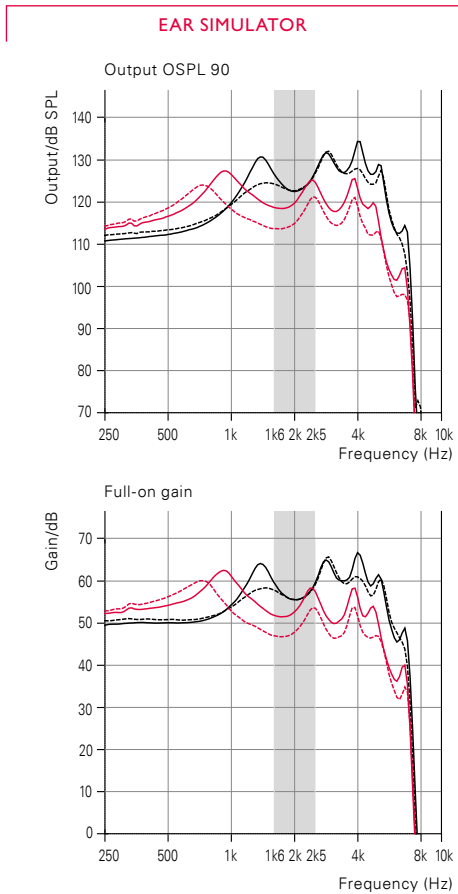 EAR SIMULATOR
Output OSPL 90
Output/dB SPL
140
130
120
110
100
90
80
70
250 500 1k 1k6 2k 2k5 4k 8k 10k
Frequency (Hz)
Full-on gain
Gain/dB
70
60
50
40
30
20
10
0
250 500 1k 1k6 2k 2k5 4k 8k 10k
Frequency (Hz)